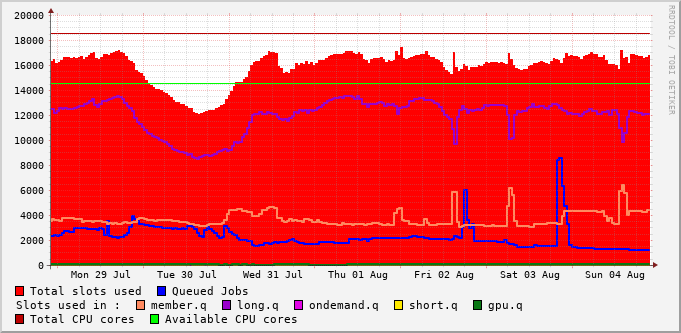 20000
18000
16000
14000
12000
10000
8000
6000
4000
2000
0
Mon 29 Jul Tue 30 Jul Wed 31 Jul Thu 01 Aug Fri 02 Aug Sat 03 Aug Sun 04 Aug
RRDTOOL / TOBI OETIKER
Total slots used Queued Jobs
Slots used in : member.q long.q ondemand.q short.q gpu.q
Total CPU cores Available CPU cores